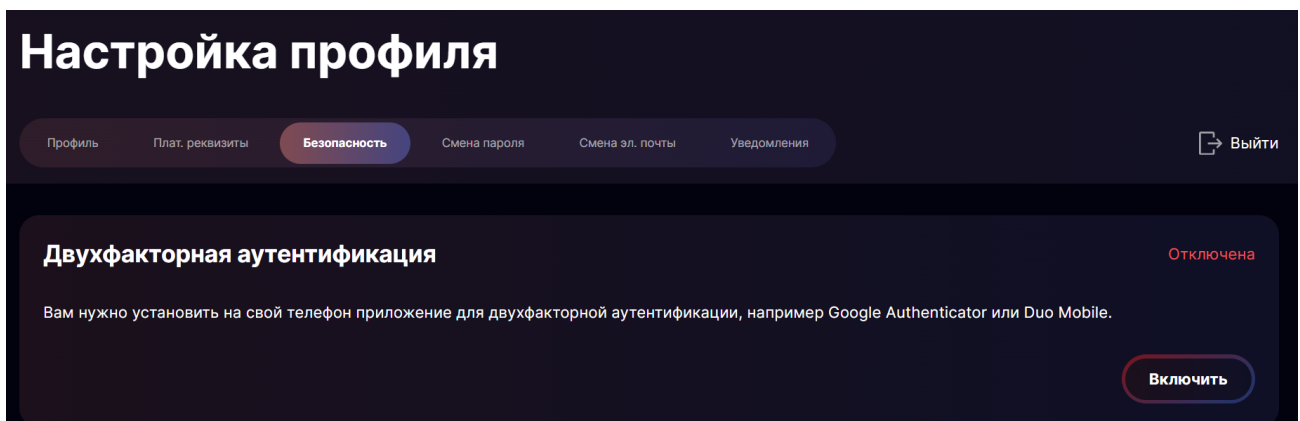 Настройка профиля
Профиль Плат. реквизиты Безопасность Смена пароля Смена эл. почты Уведомления Выйти
Двухфакторная аутентификация Отключена
Вам нужно установить на свой телефон приложение для двухфакторной аутентификации, например Google Authenticator или Duo Mobile.
Включить